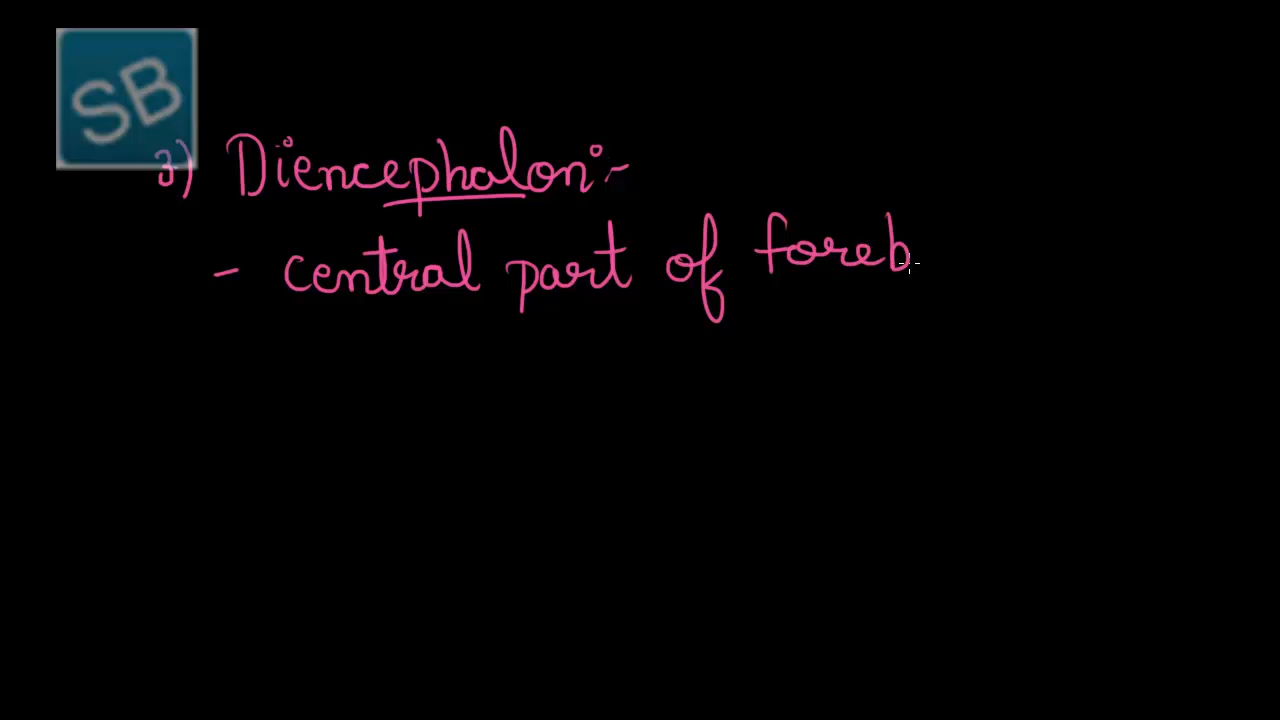 SB
3) Diencephalon:-
- central part of foreb